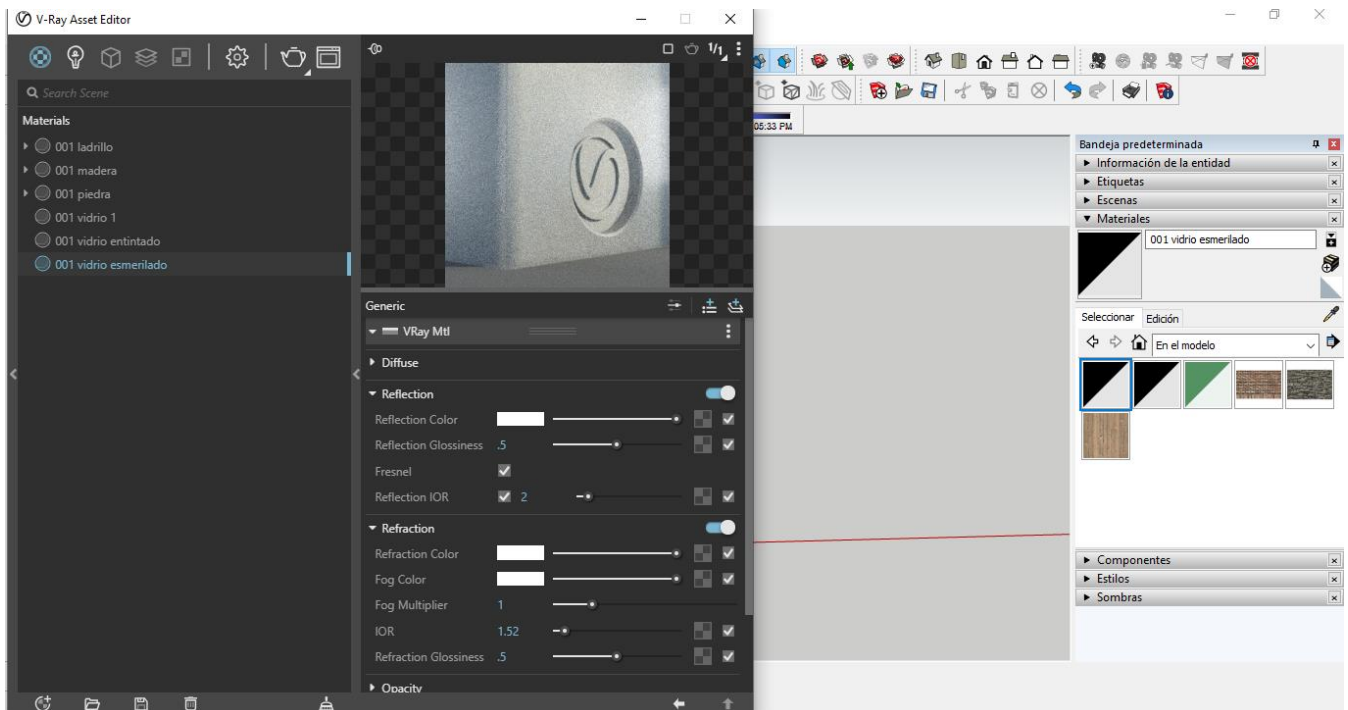 V-Ray Asset Editor
1/1
Search Scene
Materials
001 ladrillo
001 madera
001 piedra
001 vidrio 1
001 vidrio entintado
001 vidrio esmerilado
Generic
VRay Mtl
Diffuse
Reflection
Reflection Color
Reflection Glossiness .5
Fresnel
Reflection IOR 2
Refraction
Refraction Color
Fog Color
Fog Multiplier 1
IOR 1.52
Refraction Glossiness .5
Opacity
05:33 PM
Bandeja predeterminada
Información de la entidad
Etiquetas
Escenas
Materiales
001 vidrio esmerilado
Seleccionar Edición
En el modelo
Componentes
Estilos
Sombras